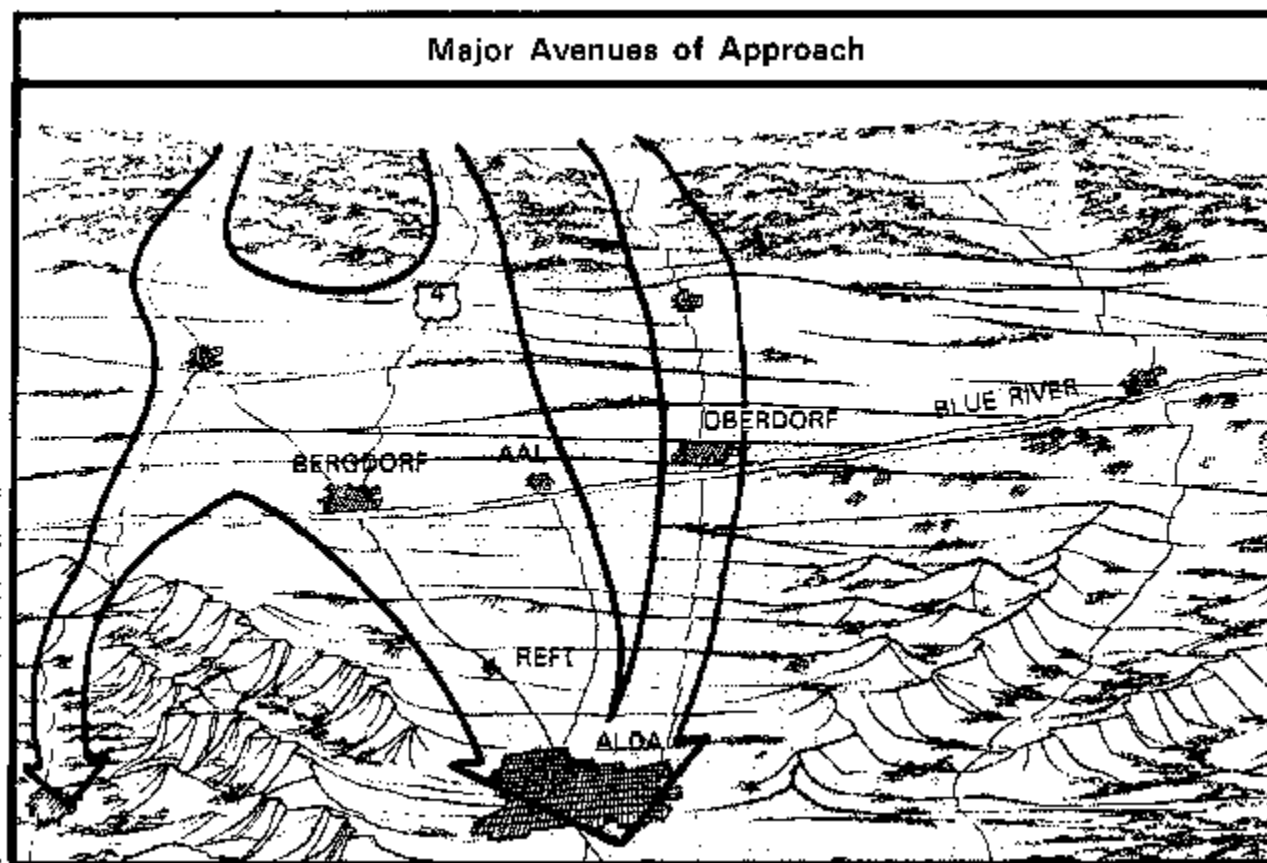 Major Avenues of Approach
4
BLUE RIVER
OBERDORF
BERGDORF
AAL
REFT
ALDA